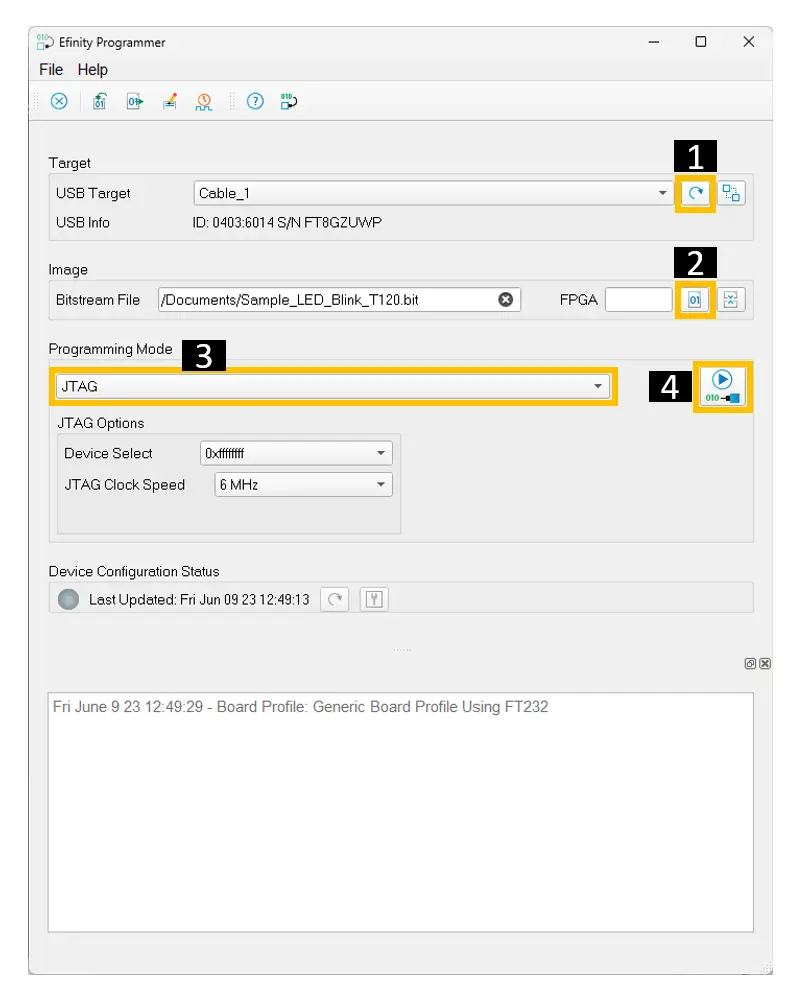 Efinity Programmer
File Help
1
Target
USB Target Cable_1
USB Info ID: 0403:6014 S/N FT8GZUWP
2
Image
Bitstream File /Documents/Sample_LED_Blink_T120.bit FPGA 01
Programming Mode 3
JTAG 4 010
JTAG Options
Device Select 0xffffffff
JTAG Clock Speed 6 MHz
Device Configuration Status
Last Updated: Fri Jun 09 23 12:49:13
Fri June 9 23 12:49:29 - Board Profile: Generic Board Profile Using FT232